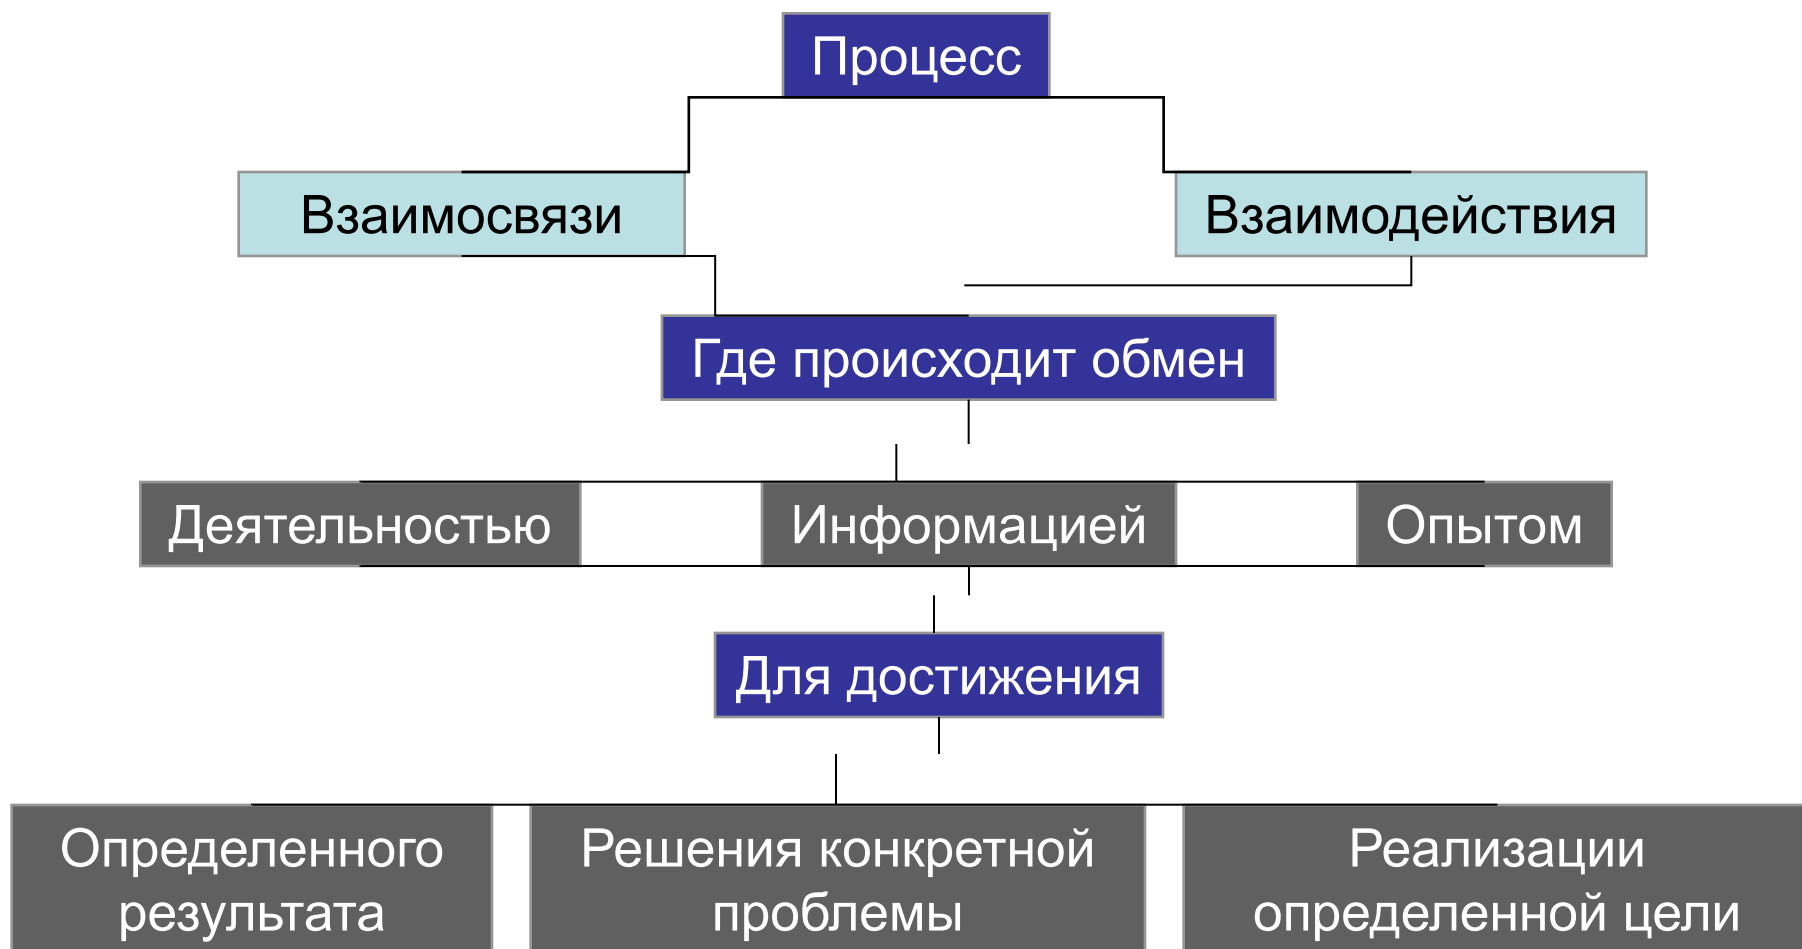 Процесс
Взаимосвязи
Взаимодействия
Где происходит обмен
Деятельностью
Информацией
Опытом
Для достижения
Определенного
результата
Решения конкретной
проблемы
Реализации
определенной цели